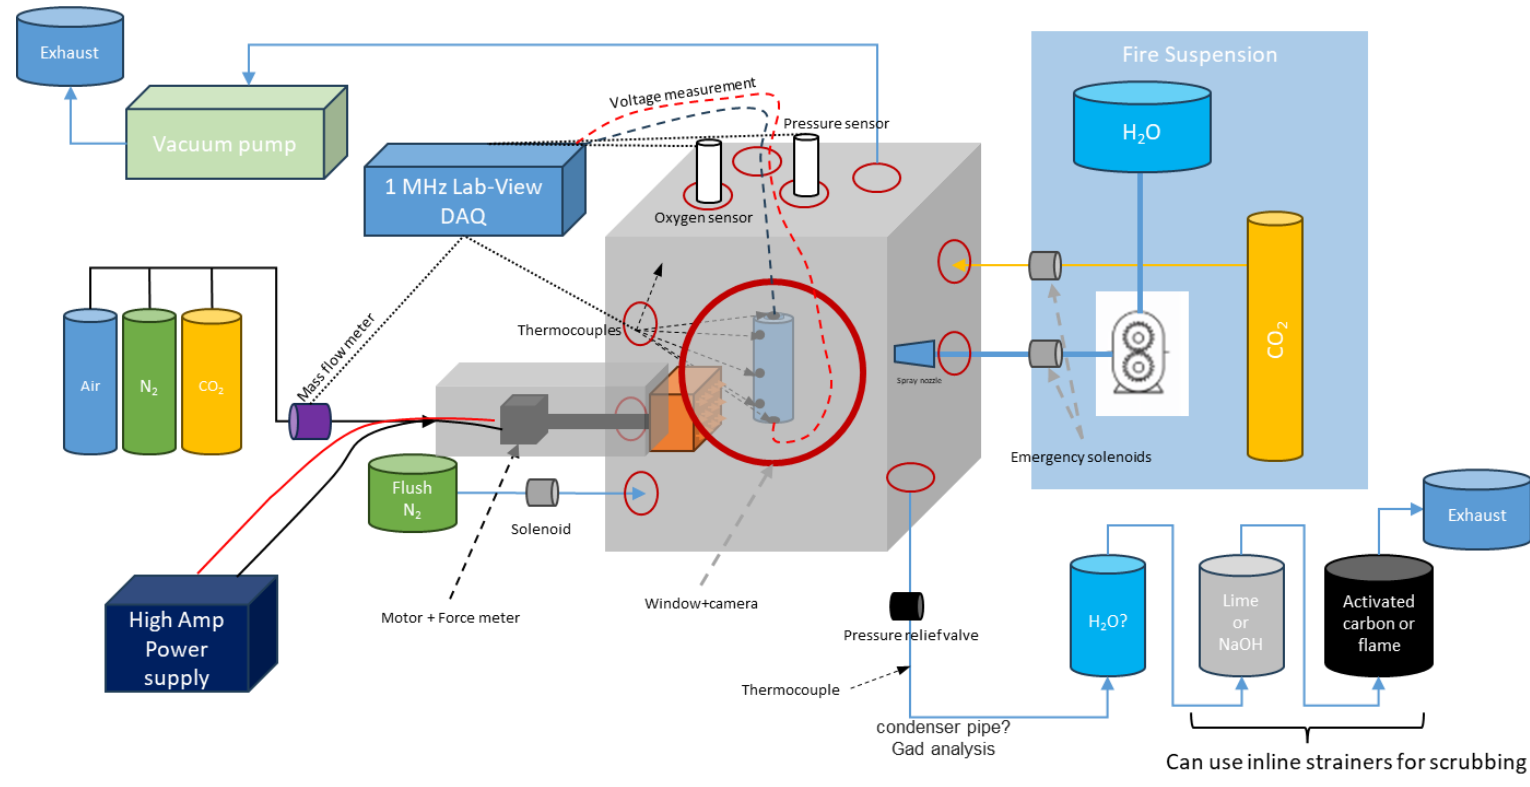 Exhaust
Vacuum pump
Voltage measurement
Pressure sensor
1 MHz Lab-View
DAQ
Oxygen sensor
Fire Suspension
H₂O
CO₂
Thermocouples
Mass flow meter
Air
N₂
CO₂
Spray nozzle
Emergency solenoids
Flush
N₂
Solenoid
Motor + Force meter
Window+camera
High Amp
Power
supply
Pressure relief valve
Thermocouple
condenser pipe?
Gad analysis
H₂O?
Lime
or
NaOH
Activated
carbon or
flame
Exhaust
Can use inline strainers for scrubbing